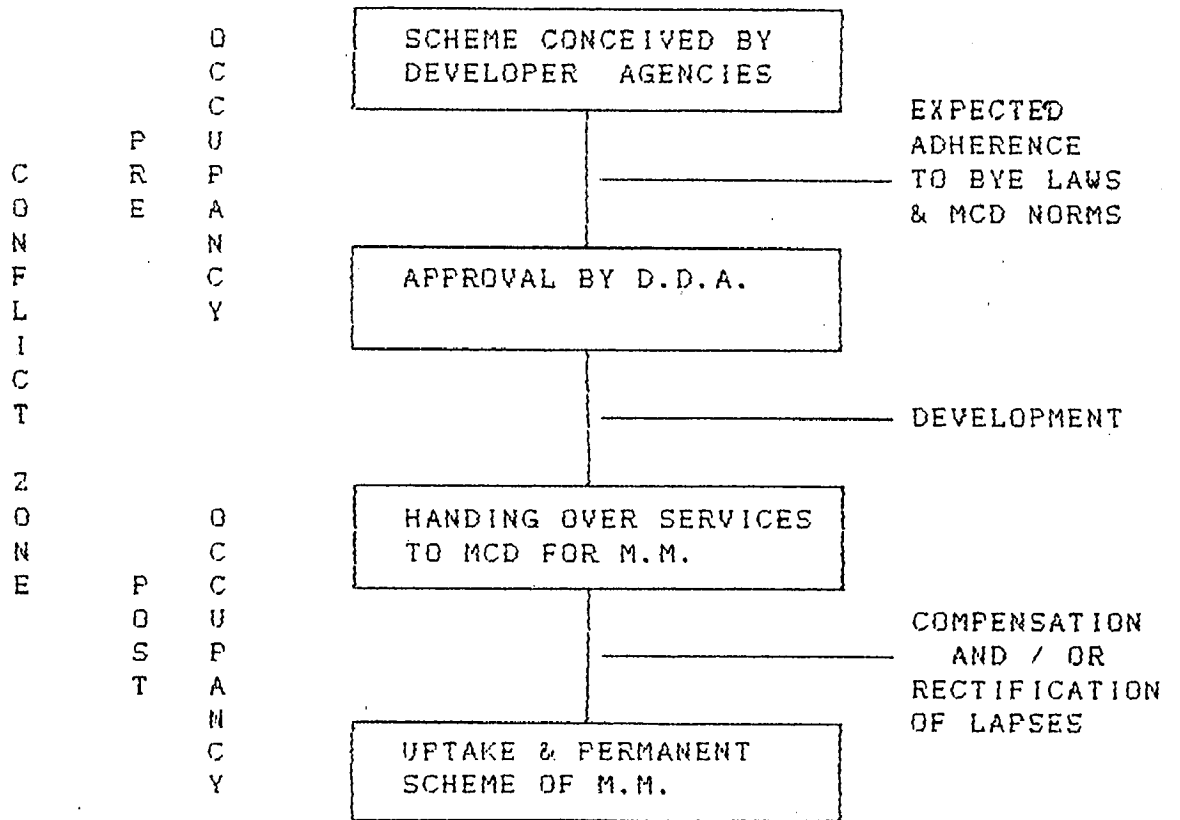 CONFLICT ZONE
PRE
OCCUPANCY
SCHEME CONCEIVED BY
DEVELOPER AGENCIES
EXPECTED
ADHERENCE
TO BYE LAWS
& MCD NORMS
APPROVAL BY D.D.A.
DEVELOPMENT
POST
OCCUPANCY
HANDING OVER SERVICES
TO MCD FOR M.M.
COMPENSATION
AND / OR
RECTIFICATION
OF LAPSES
UPTAKE & PERMANENT
SCHEME OF M.M.